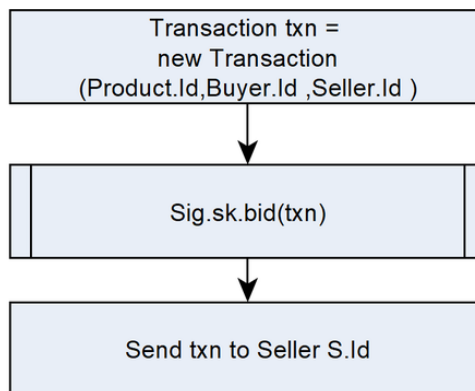 Transaction txn =
new Transaction
(Product.Id,Buyer.Id ,Seller.Id )
Sig.sk.bid(txn)
Send txn to Seller S.Id